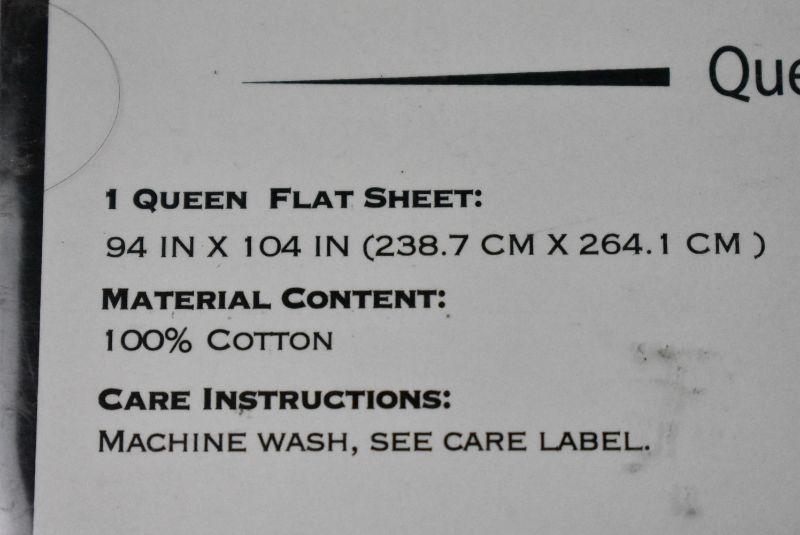 1 QUEEN FLAT SHEET:
94 IN X 104 IN (238.7 CM X 264.1 CM )
MATERIAL CONTENT:
100% COTTON
CARE INSTRUCTIONS:
MACHINE WASH, SEE CARE LABEL.